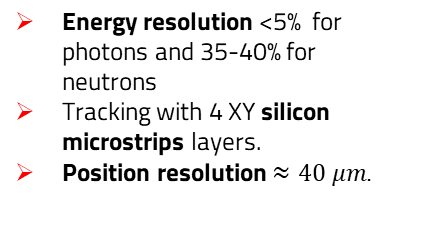 ➢ Energy resolution <5% for
photons and 35-40% for
neutrons
➢ Tracking with 4 XY silicon
microstrips layers.
➢ Position resolution ≈ 40 μm.